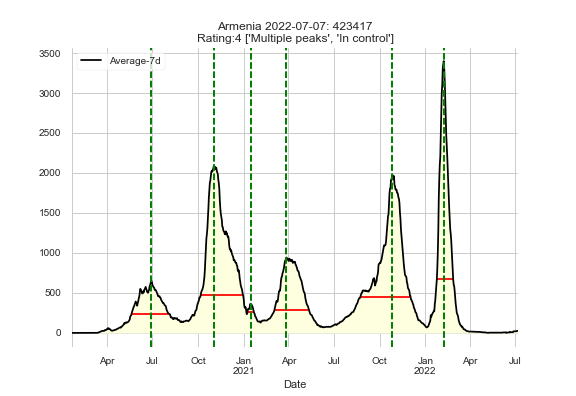 Armenia 2022-07-07: 423417
Rating:4 ['Multiple peaks', 'In control']
Average-7d
3500
3000
2500
2000
1500
1000
500
0
Apr Jul Oct Jan Apr Jul Oct Jan Apr Jul
2021 2022
Date